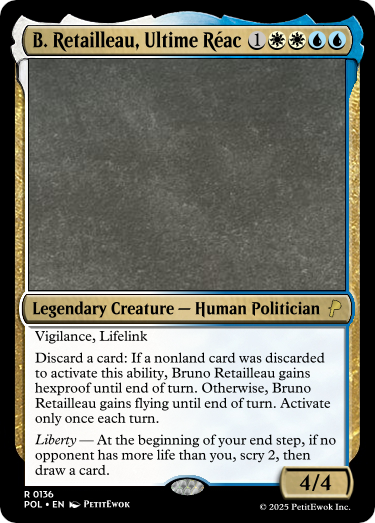 B. Retailleau, Ultime Réac 1
Legendary Creature — Human Politician
Vigilance, Lifelink
Discard a card: If a nonland card was discarded
to activate this ability, Bruno Retailleau gains
hexproof until end of turn. Otherwise, Bruno
Retailleau gains flying until end of turn. Activate
only once each turn.
Liberty — At the beginning of your end step, if no
opponent has more life than you, scry 2, then
draw a card.
4/4
R 0136
POL • EN PetitEwok
© 2025 PetitEwok Inc.